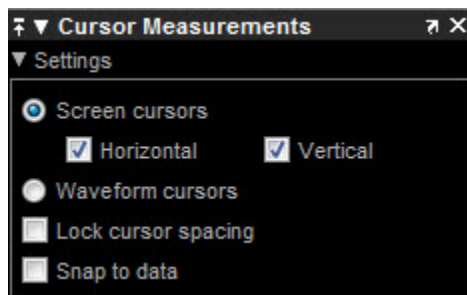 Cursor Measurements
Settings
Screen cursors
Horizontal Vertical
Waveform cursors
Lock cursor spacing
Snap to data